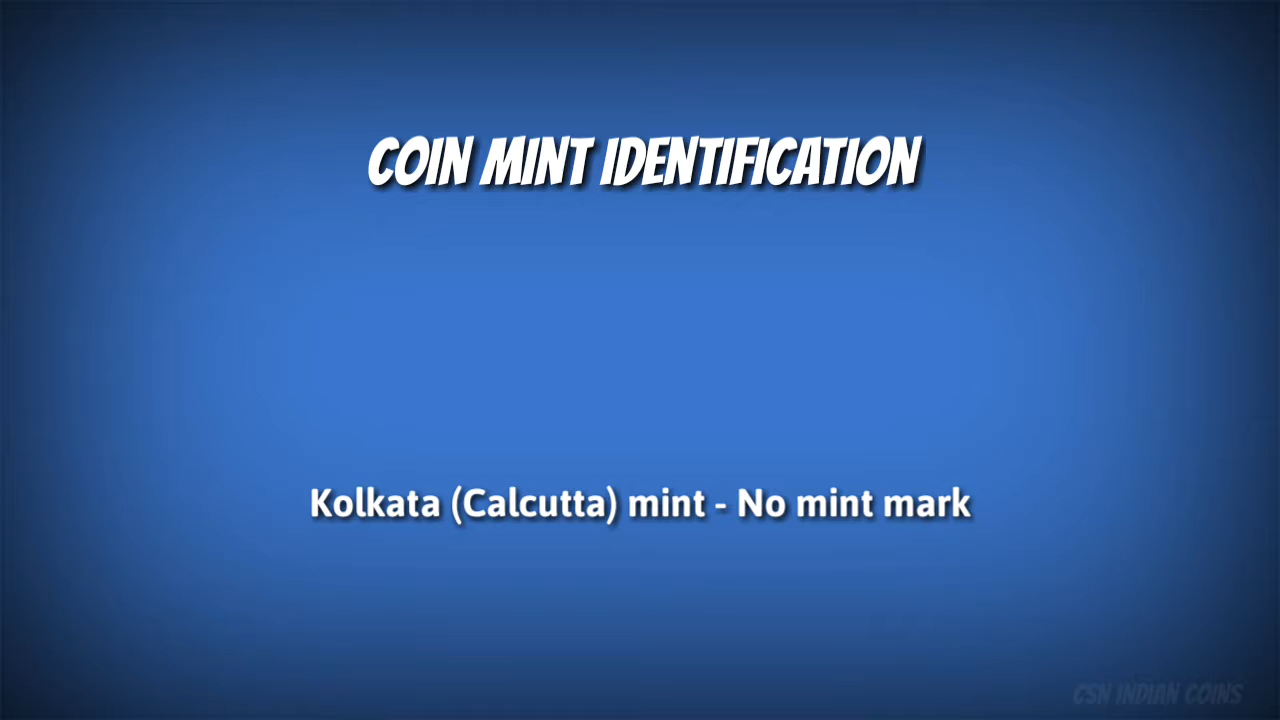 COIN MINT IDENTIFICATION
Kolkata (Calcutta) mint - No mint mark
CSN INDIAN COINS